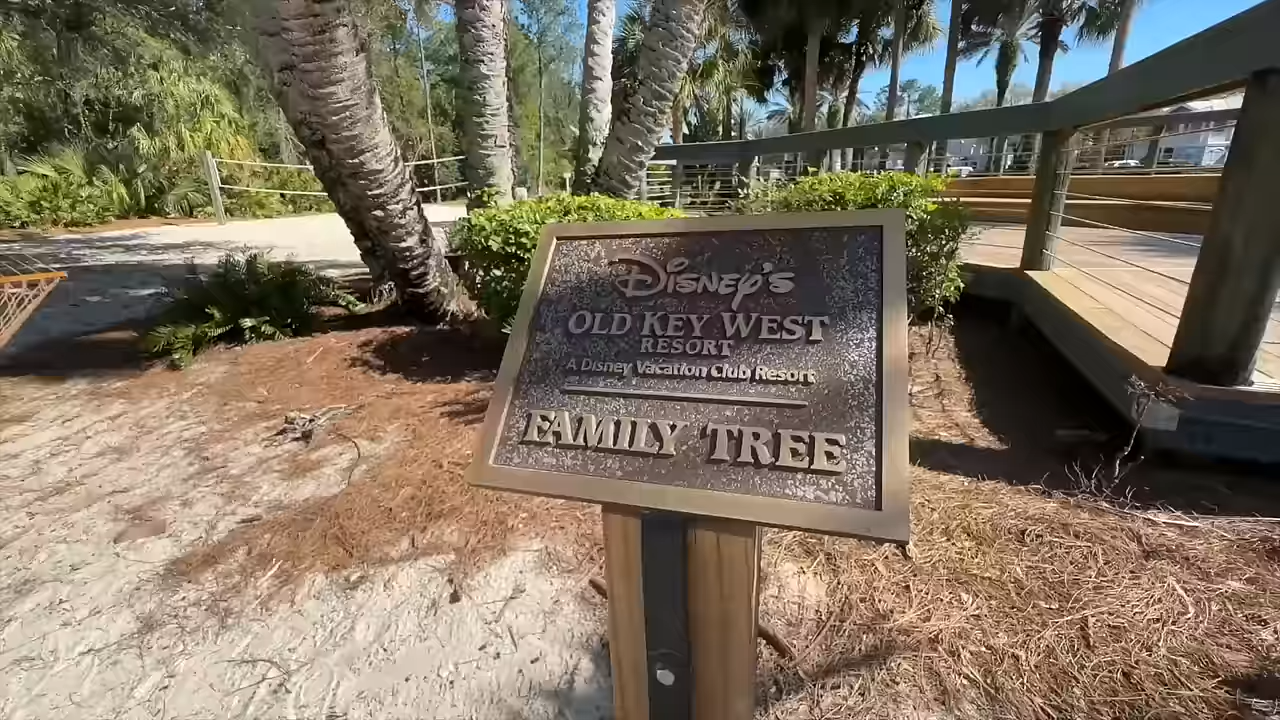 Disney's
OLD KEY WEST
RESORT
A Disney Vacation Club Resort
FAMILY TREE